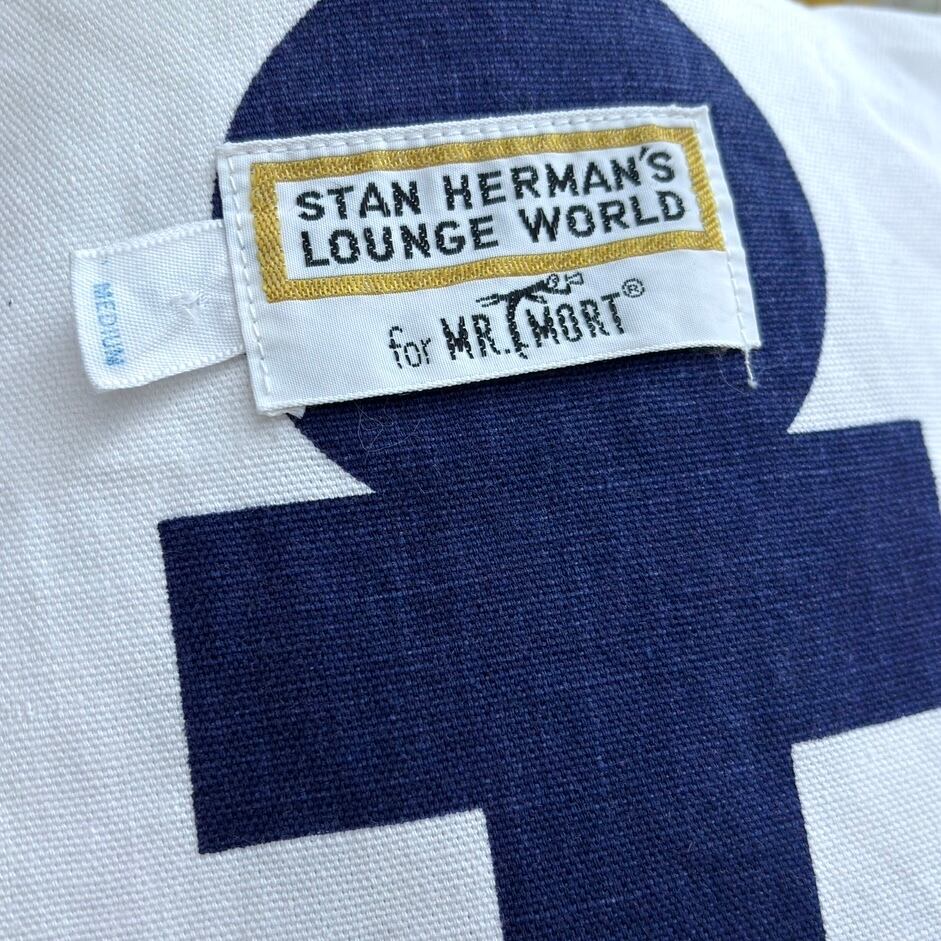 STAN HERMAN'S
LOUNGE WORLD
for MR. MORT®
MEDIUM